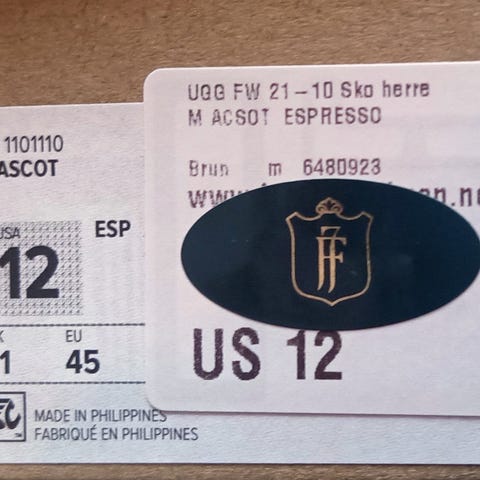 UGG FW 21-10 Sko herre
M ACSOT ESPRESSO
Brun m 6480923
US 12
1101110
ASCOT
USA
12
ESP
EU
1 45
MADE IN PHILIPPINES
FABRIQUÉ EN PHILIPPINES